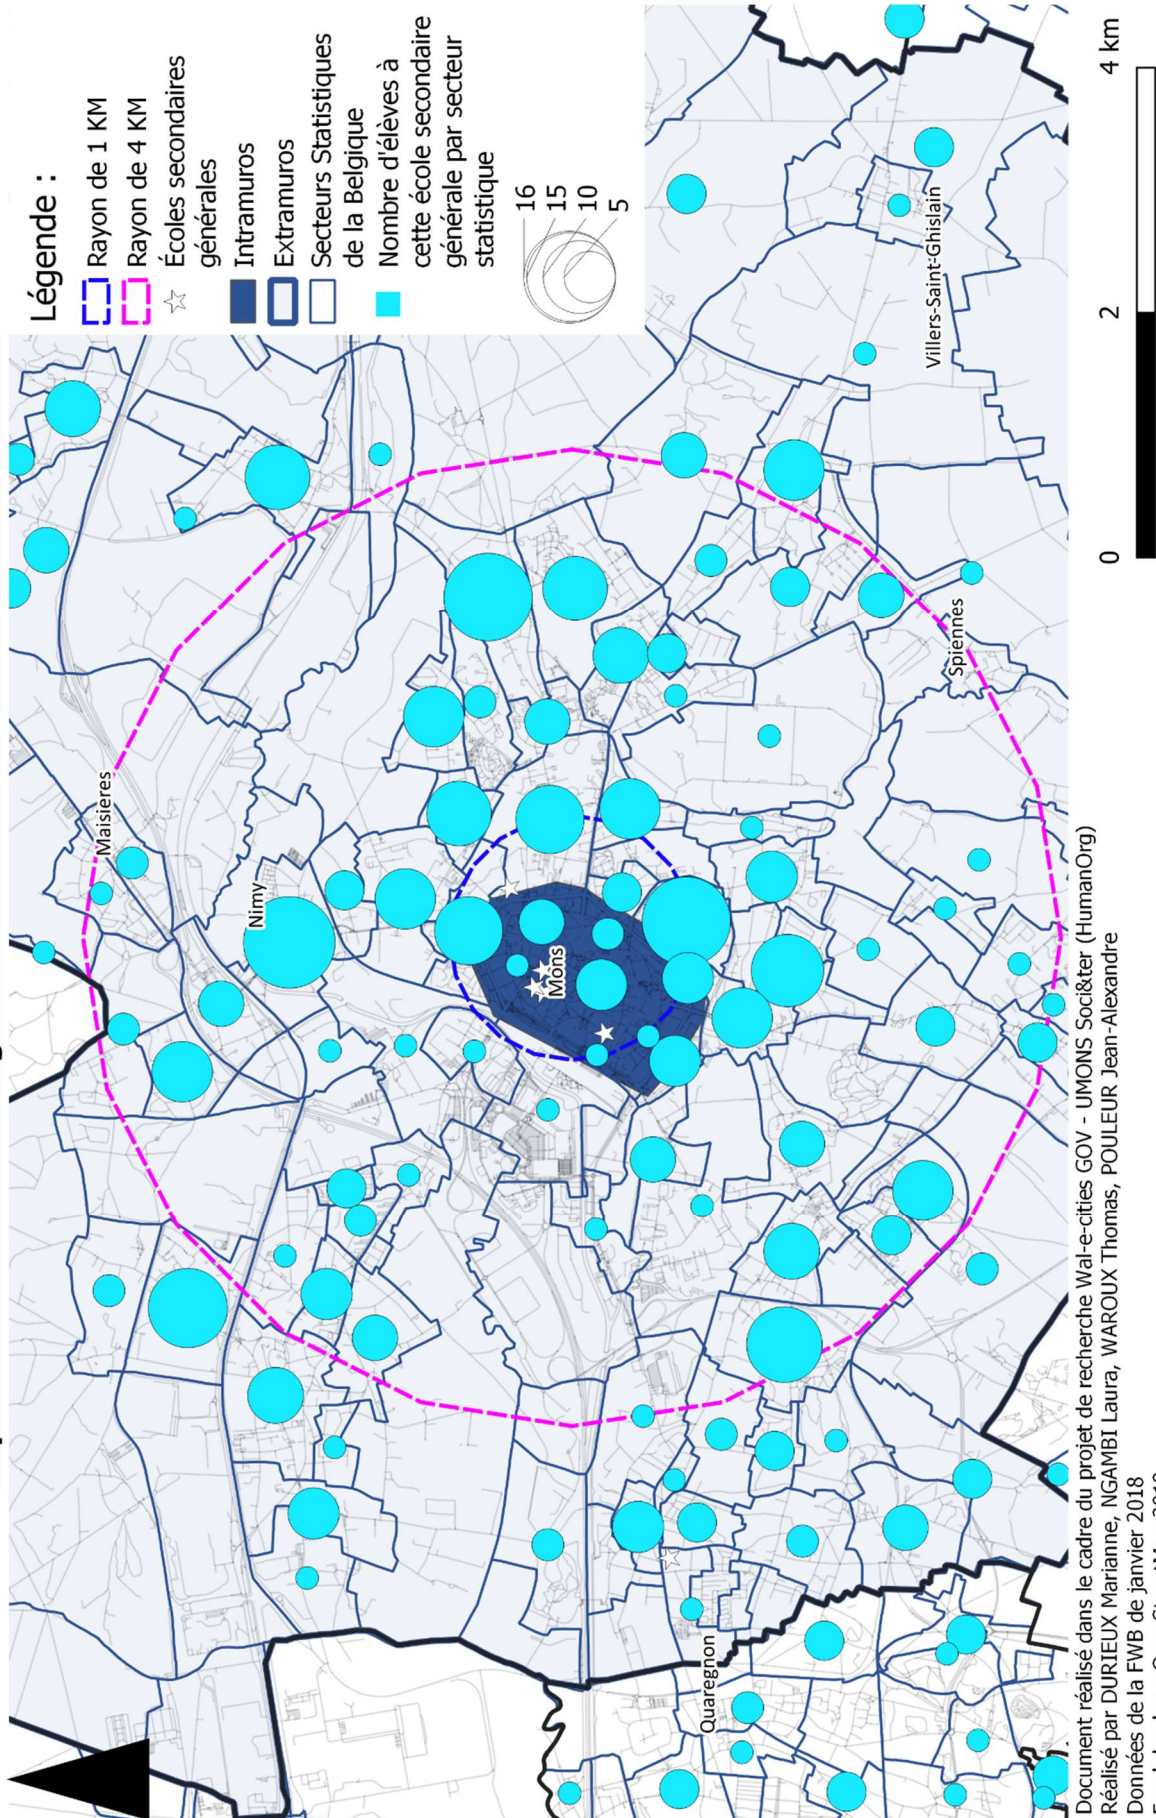 Légende :
Rayon de 1 KM
Rayon de 4 KM
Écoles secondaires
générales
Intramuros
Extramuros
Secteurs Statistiques
de la Belgique
Nombre d'élèves à
cette école secondaire
générale par secteur
statistique
16
15
10
5
Maisieres
Nimy
Mons
Spiennes
Villers-Saint-Ghislain
Quaregnon
0
2
4 km
Document réalisé dans le cadre du projet de recherche Wal-e-cities GOV - UMONS Soci&ter (HumanOrg)
Réalisé par DURIEUX Marianne, NGAMBI Laura, WAROUX Thomas, POULEUR Jean-Alexandre
Données de la FWB de janvier 2018